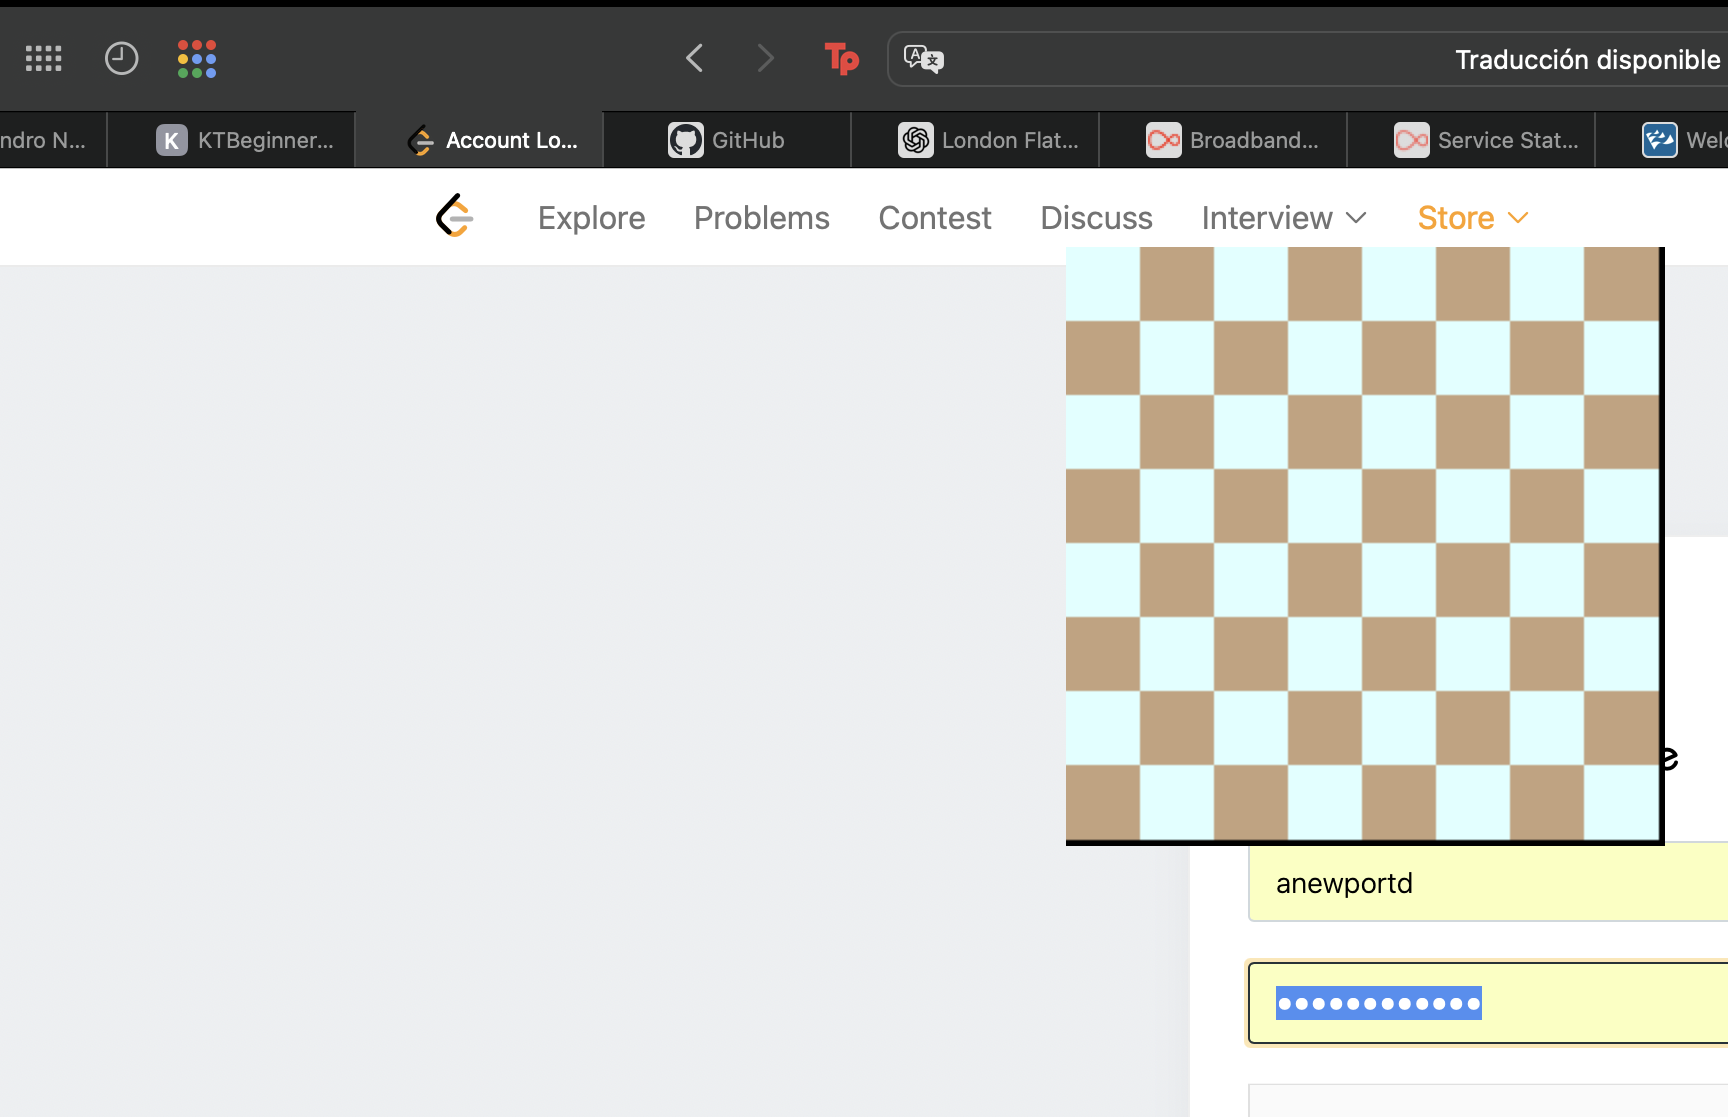 Tp
Traducción disponible
ndro N...
K KTBeginner...
Account Lo...
GitHub
London Flat...
Broadband...
Service Stat...
Welc
Explore
Problems
Contest
Discuss
Interview
Store
e
anewportd